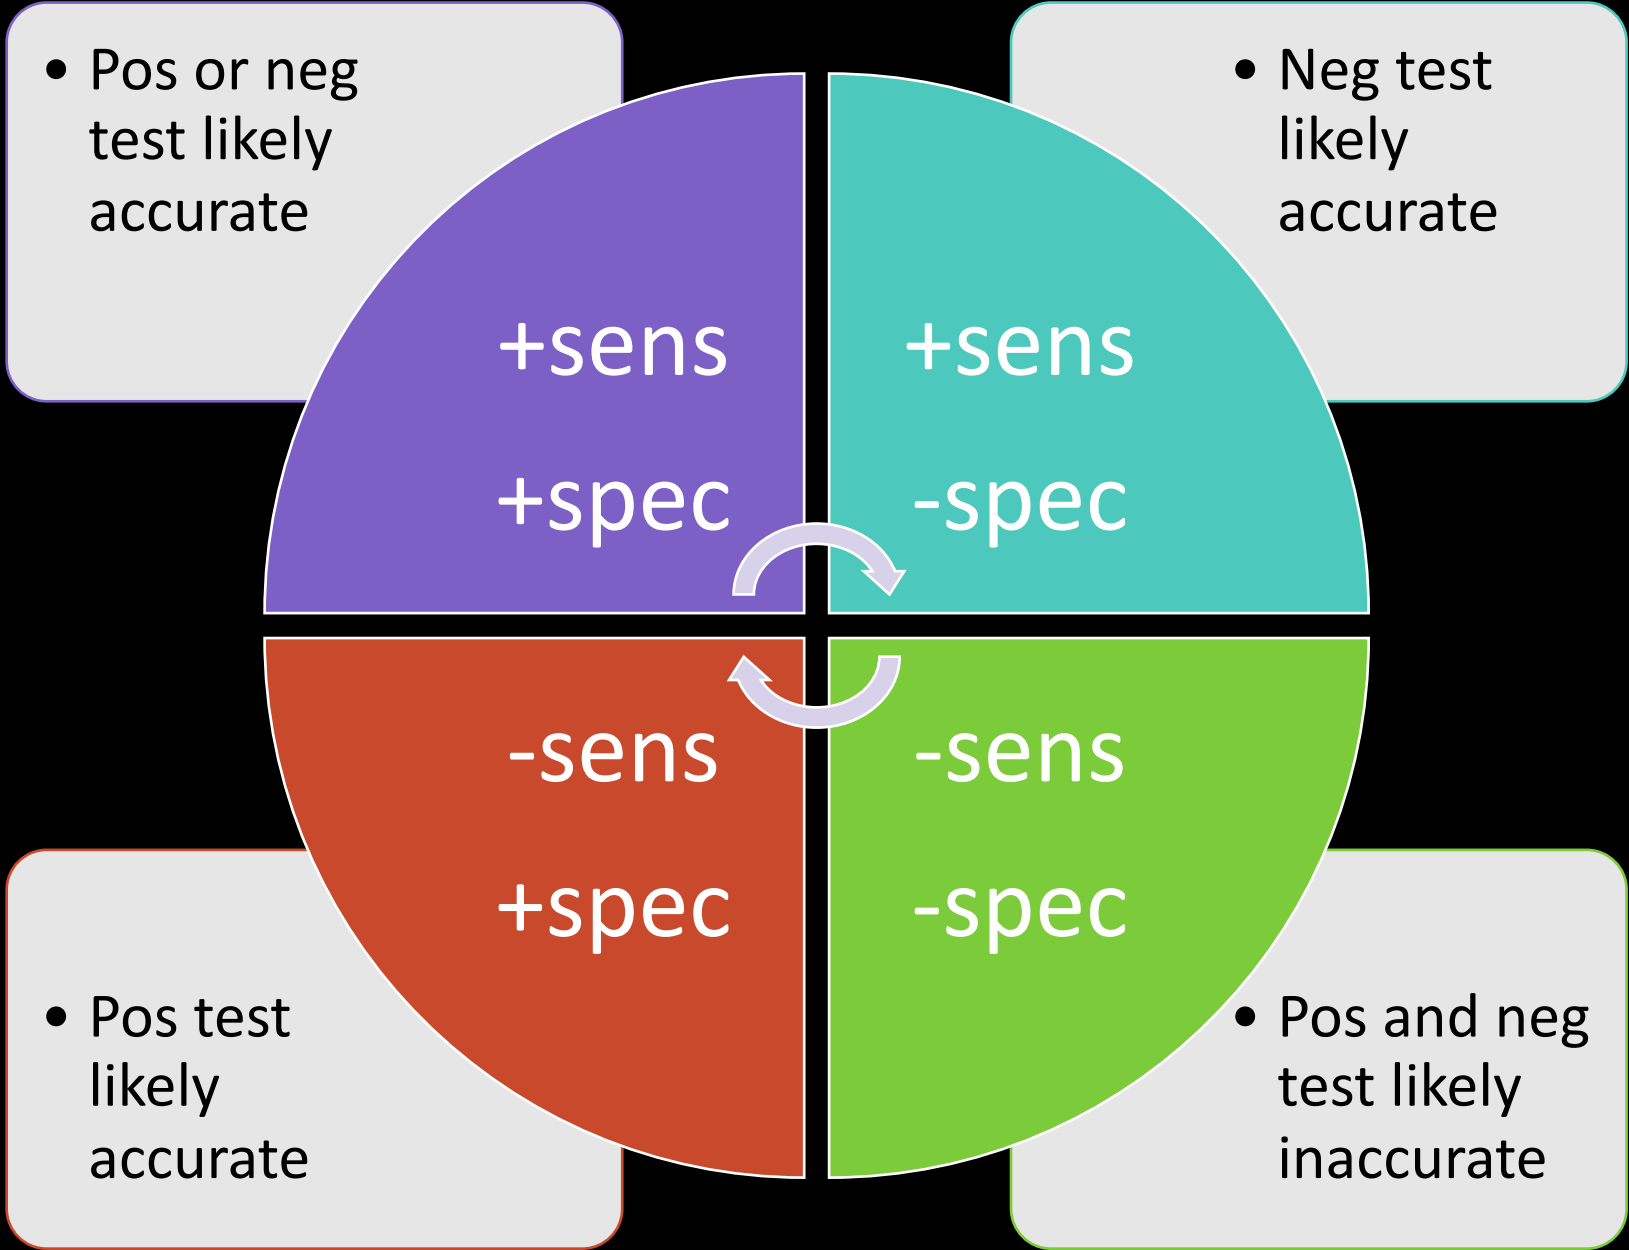 • Pos or neg
test likely
accurate
• Neg test
likely
accurate
+sens
+spec
+sens
-spec
-sens
+spec
-sens
-spec
• Pos test
likely
accurate
• Pos and neg
test likely
inaccurate